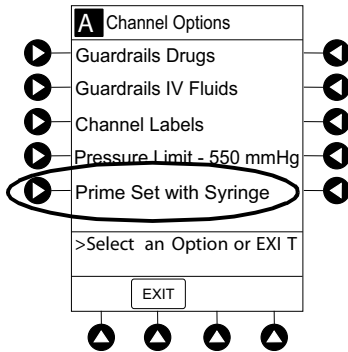 A Channel Options
Guardrails Drugs
Guardrails IV Fluids
Channel Labels
Pressure Limit - 550 mmHg
Prime Set with Syringe
>Select an Option or EXI T
EXIT